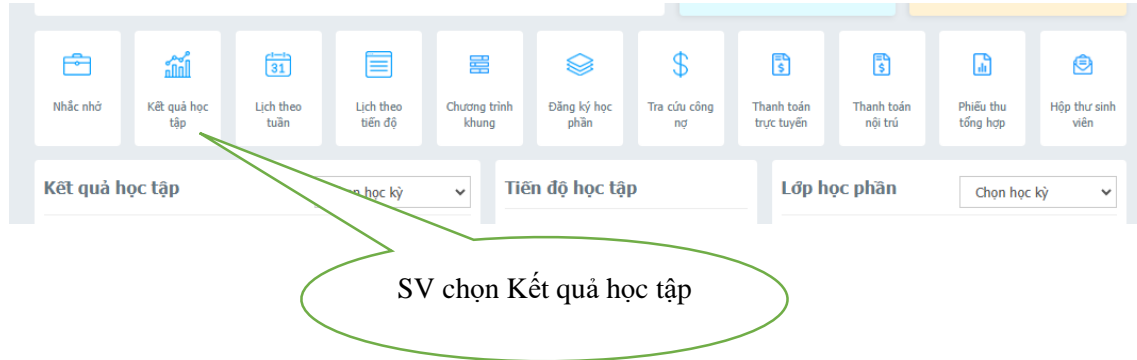 31
Nhắc nhở
Kết quả học
tập
Lịch theo
tuần
Lịch theo
tiến độ
Chương trình
khung
Đăng ký học
phần
Tra cứu công
nợ
Thanh toán
trực tuyến
Thanh toán
nội trú
Phiếu thu
tổng hợp
Hộp thư sinh
viên
Kết quả học tập
học kỳ
Tiến độ học tập
Lớp học phần
Chọn học kỳ
SV chọn Kết quả học tập